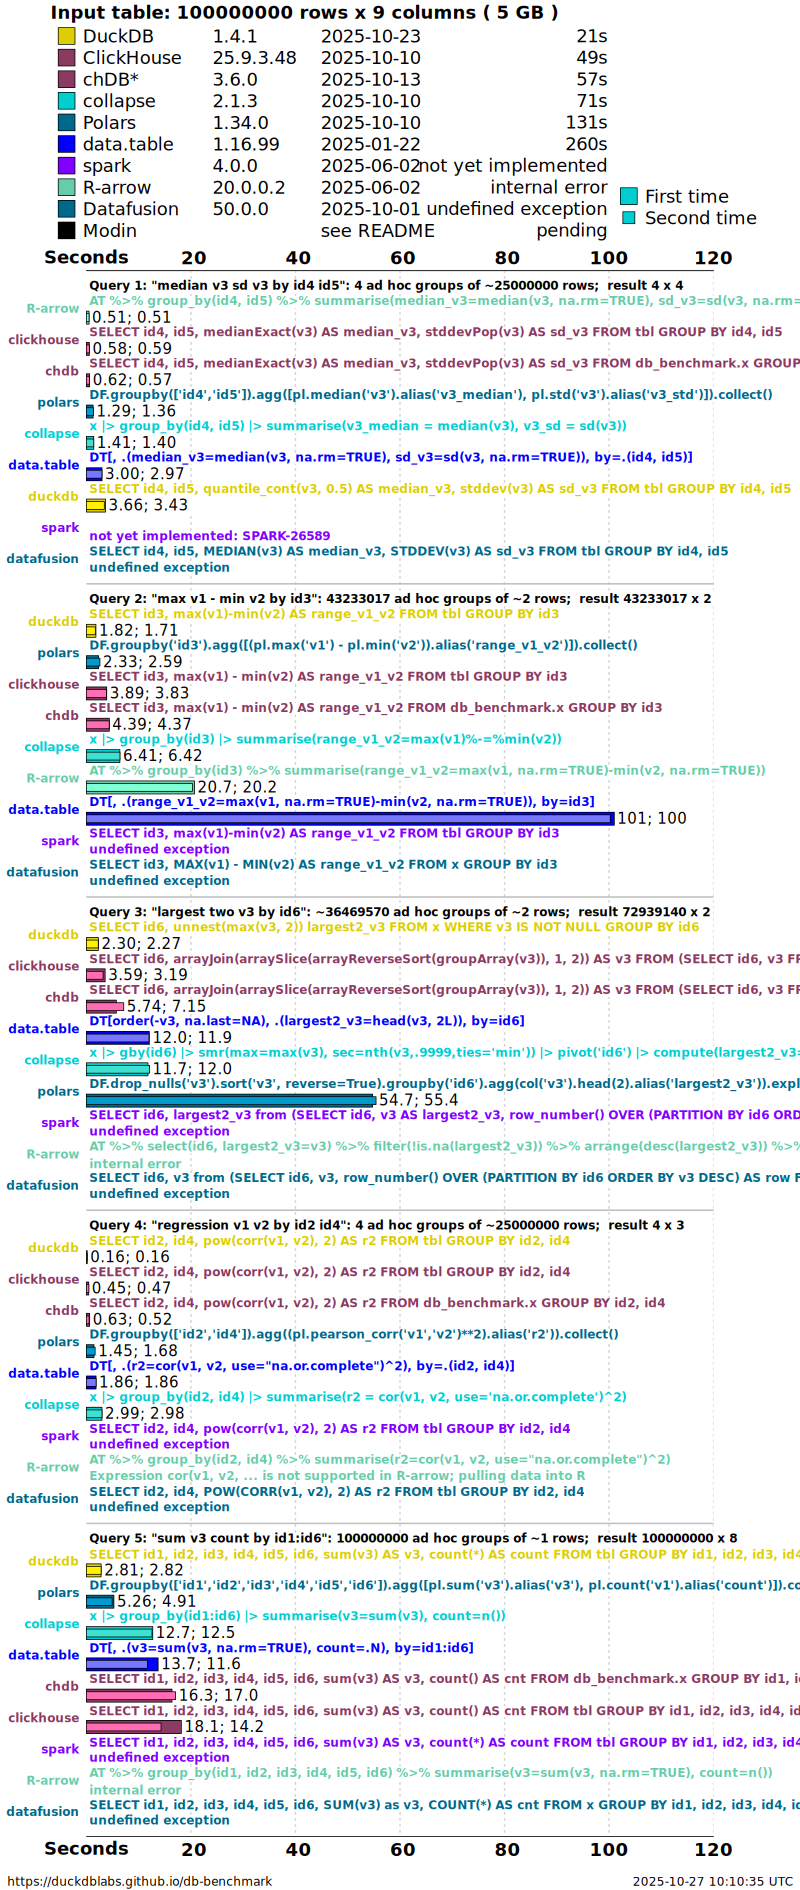 Input table: 100000000 rows x 9 columns ( 5 GB )
DuckDB 1.4.1 2025-10-23 21s
ClickHouse 25.9.3.48 2025-10-10 49s
chDB* 3.6.0 2025-10-13 57s
collapse 2.1.3 2025-10-10 71s
Polars 1.34.0 2025-10-10 131s
data.table 1.16.99 2025-01-22 260s
spark 4.0.0 2025-06-02 not yet implemented
R-arrow 20.0.0.2 2025-06-02 internal error
Datafusion 50.0.0 2025-10-01 undefined exception
Modin see README pending
First time
Second time
Seconds 20 40 60 80 100 120
Query 1: "median v3 sd v3 by id4 id5": 4 ad hoc groups of ~25000000 rows;  result 4 x 4
AT %>% group_by(id4, id5) %>% summarise(median_v3=median(v3, na.rm=TRUE), sd_v3=sd(v3, na.rm=
R-arrow 0.51; 0.51
SELECT id4, id5, medianExact(v3) AS median_v3, stddevPop(v3) AS sd_v3 FROM tbl GROUP BY id4, id5
clickhouse 0.58; 0.59
SELECT id4, id5, medianExact(v3) AS median_v3, stddevPop(v3) AS sd_v3 FROM db_benchmark.x GROUP
chdb 0.62; 0.57
DF.groupby(['id4','id5']).agg([pl.median('v3').alias('v3_median'), pl.std('v3').alias('v3_std')]).collect()
polars 1.29; 1.36
x |> group_by(id4, id5) |> summarise(v3_median = median(v3), v3_sd = sd(v3))
collapse 1.41; 1.40
DT[, .(median_v3=median(v3, na.rm=TRUE), sd_v3=sd(v3, na.rm=TRUE)), by=.(id4, id5)]
data.table 3.00; 2.97
SELECT id4, id5, quantile_cont(v3, 0.5) AS median_v3, stddev(v3) AS sd_v3 FROM tbl GROUP BY id4, id5
duckdb 3.66; 3.43
spark not yet implemented: SPARK-26589
SELECT id4, id5, MEDIAN(v3) AS median_v3, STDDEV(v3) AS sd_v3 FROM tbl GROUP BY id4, id5
datafusion undefined exception
Query 2: "max v1 - min v2 by id3": 43233017 ad hoc groups of ~2 rows;  result 43233017 x 2
SELECT id3, max(v1)-min(v2) AS range_v1_v2 FROM tbl GROUP BY id3
duckdb 1.82; 1.71
DF.groupby('id3').agg([(pl.max('v1') - pl.min('v2')).alias('range_v1_v2')]).collect()
polars 2.33; 2.59
SELECT id3, max(v1) - min(v2) AS range_v1_v2 FROM tbl GROUP BY id3
clickhouse 3.89; 3.83
SELECT id3, max(v1) - min(v2) AS range_v1_v2 FROM db_benchmark.x GROUP BY id3
chdb 4.39; 4.37
x |> group_by(id3) |> summarise(range_v1_v2=max(v1)%-=%min(v2))
collapse 6.41; 6.42
AT %>% group_by(id3) %>% summarise(range_v1_v2=max(v1, na.rm=TRUE)-min(v2, na.rm=TRUE))
R-arrow 20.7; 20.2
DT[, .(range_v1_v2=max(v1, na.rm=TRUE)-min(v2, na.rm=TRUE)), by=id3]
data.table 101; 100
SELECT id3, max(v1)-min(v2) AS range_v1_v2 FROM tbl GROUP BY id3
spark undefined exception
SELECT id3, MAX(v1) - MIN(v2) AS range_v1_v2 FROM x GROUP BY id3
datafusion undefined exception
Query 3: "largest two v3 by id6": ~36469570 ad hoc groups of ~2 rows;  result 72939140 x 2
SELECT id6, unnest(max(v3, 2)) largest2_v3 FROM x WHERE v3 IS NOT NULL GROUP BY id6
duckdb 2.30; 2.27
SELECT id6, arrayJoin(arraySlice(arrayReverseSort(groupArray(v3)), 1, 2)) AS v3 FROM (SELECT id6, v3 FR
clickhouse 3.59; 3.19
SELECT id6, arrayJoin(arraySlice(arrayReverseSort(groupArray(v3)), 1, 2)) AS v3 FROM (SELECT id6, v3 FR
chdb 5.74; 7.15
DT[order(-v3, na.last=NA), .(largest2_v3=head(v3, 2L)), by=id6]
data.table 12.0; 11.9
x |> gby(id6) |> smr(max=max(v3), sec=nth(v3,.9999,ties='min')) |> pivot('id6') |> compute(largest2_v3=
collapse 11.7; 12.0
DF.drop_nulls('v3').sort('v3', reverse=True).groupby('id6').agg(col('v3').head(2).alias('largest2_v3')).expl
polars 54.7; 55.4
SELECT id6, largest2_v3 from (SELECT id6, v3 AS largest2_v3, row_number() OVER (PARTITION BY id6 ORD
spark undefined exception
AT %>% select(id6, largest2_v3=v3) %>% filter(!is.na(largest2_v3)) %>% arrange(desc(largest2_v3)) %>%
R-arrow internal error
SELECT id6, v3 from (SELECT id6, v3, row_number() OVER (PARTITION BY id6 ORDER BY v3 DESC) AS row F
datafusion undefined exception
Query 4: "regression v1 v2 by id2 id4": 4 ad hoc groups of ~25000000 rows;  result 4 x 3
SELECT id2, id4, pow(corr(v1, v2), 2) AS r2 FROM tbl GROUP BY id2, id4
duckdb 0.16; 0.16
SELECT id2, id4, pow(corr(v1, v2), 2) AS r2 FROM tbl GROUP BY id2, id4
clickhouse 0.45; 0.47
SELECT id2, id4, pow(corr(v1, v2), 2) AS r2 FROM db_benchmark.x GROUP BY id2, id4
chdb 0.63; 0.52
DF.groupby(['id2','id4']).agg((pl.pearson_corr('v1','v2')**2).alias('r2')).collect()
polars 1.45; 1.68
DT[, .(r2=cor(v1, v2, use="na.or.complete")^2), by=.(id2, id4)]
data.table 1.86; 1.86
x |> group_by(id2, id4) |> summarise(r2 = cor(v1, v2, use='na.or.complete')^2)
collapse 2.99; 2.98
SELECT id2, id4, pow(corr(v1, v2), 2) AS r2 FROM tbl GROUP BY id2, id4
spark undefined exception
AT %>% group_by(id2, id4) %>% summarise(r2=cor(v1, v2, use="na.or.complete")^2)
R-arrow Expression cor(v1, v2, ... is not supported in R-arrow; pulling data into R
SELECT id2, id4, POW(CORR(v1, v2), 2) AS r2 FROM tbl GROUP BY id2, id4
datafusion undefined exception
Query 5: "sum v3 count by id1:id6": 100000000 ad hoc groups of ~1 rows;  result 100000000 x 8
SELECT id1, id2, id3, id4, id5, id6, sum(v3) AS v3, count(*) AS count FROM tbl GROUP BY id1, id2, id3, id4
duckdb 2.81; 2.82
DF.groupby(['id1','id2','id3','id4','id5','id6']).agg([pl.sum('v3').alias('v3'), pl.count('v1').alias('count')]).co
polars 5.26; 4.91
x |> group_by(id1:id6) |> summarise(v3=sum(v3), count=n())
collapse 12.7; 12.5
DT[, .(v3=sum(v3, na.rm=TRUE), count=.N), by=id1:id6]
data.table 13.7; 11.6
SELECT id1, id2, id3, id4, id5, id6, sum(v3) AS v3, count() AS cnt FROM db_benchmark.x GROUP BY id1, i
chdb 16.3; 17.0
SELECT id1, id2, id3, id4, id5, id6, sum(v3) AS v3, count() AS cnt FROM tbl GROUP BY id1, id2, id3, id4, id
clickhouse 18.1; 14.2
SELECT id1, id2, id3, id4, id5, id6, sum(v3) AS v3, count(*) AS count FROM tbl GROUP BY id1, id2, id3, id4
spark undefined exception
AT %>% group_by(id1, id2, id3, id4, id5, id6) %>% summarise(v3=sum(v3, na.rm=TRUE), count=n())
R-arrow internal error
SELECT id1, id2, id3, id4, id5, id6, SUM(v3) as v3, COUNT(*) AS cnt FROM x GROUP BY id1, id2, id3, id4, id
datafusion undefined exception
Seconds 20 40 60 80 100 120
https://duckdblabs.github.io/db-benchmark 2025-10-27 10:10:35 UTC